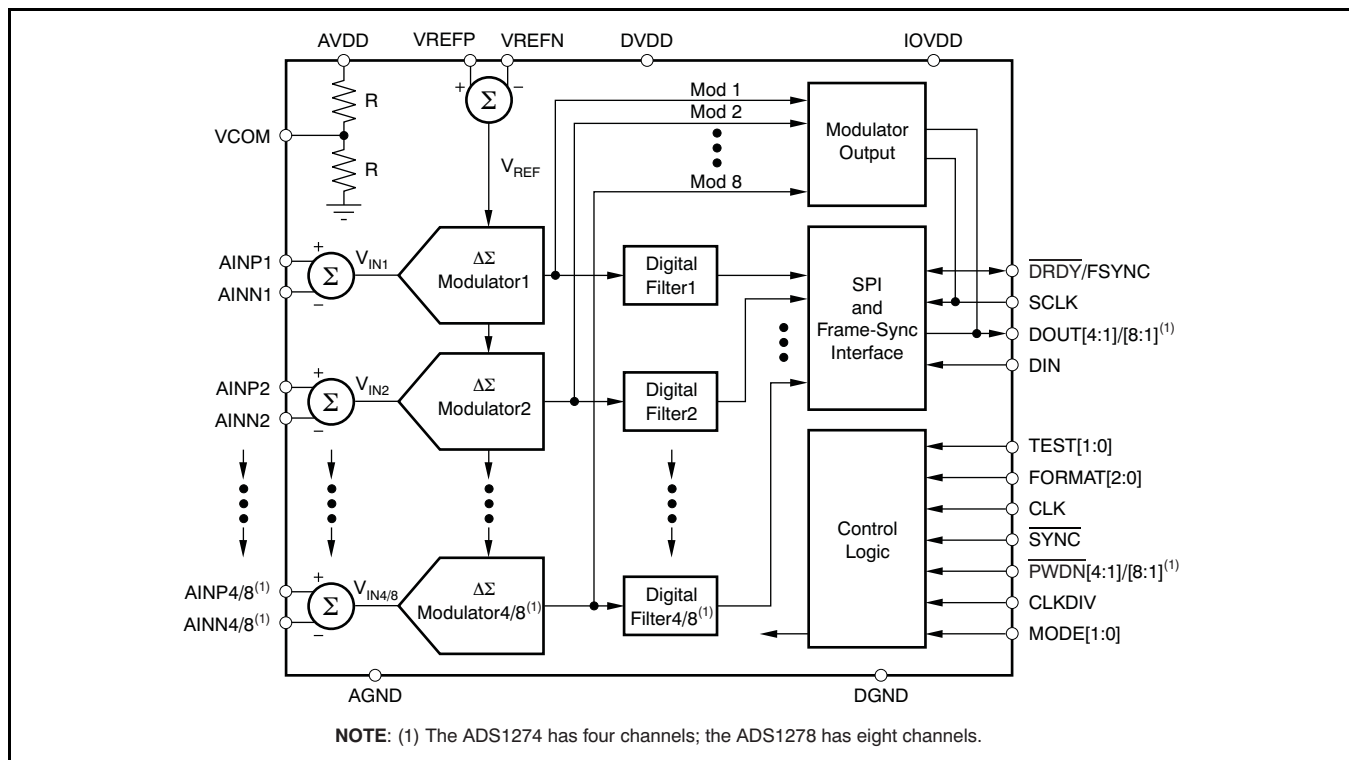 AVDD
VREFP
VREFN
DVDD
IOVDD
R
VCOM
R
+
−
Σ
VREF
Mod 1
Mod 2
Mod 8
Modulator
Output
AINP1
AINN1
+
−
Σ
VIN1
ΔΣ
Modulator1
Digital
Filter1
SPI
and
Frame-Sync
Interface
DRDY/FSYNC
SCLK
DOUT[4:1]/[8:1](1)
DIN
AINP2
AINN2
+
−
Σ
VIN2
ΔΣ
Modulator2
Digital
Filter2
TEST[1:0]
FORMAT[2:0]
CLK
SYNC
PWDN[4:1]/[8:1](1)
CLKDIV
MODE[1:0]
Control
Logic
AINP4/8(1)
AINN4/8(1)
+
−
Σ
VIN4/8
ΔΣ
Modulator4/8(1)
Digital
Filter4/8(1)
AGND
DGND
NOTE: (1) The ADS1274 has four channels; the ADS1278 has eight channels.